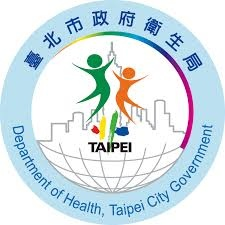 臺北市政府衛生局
TAIPEI
Department of Health, Taipei City Government